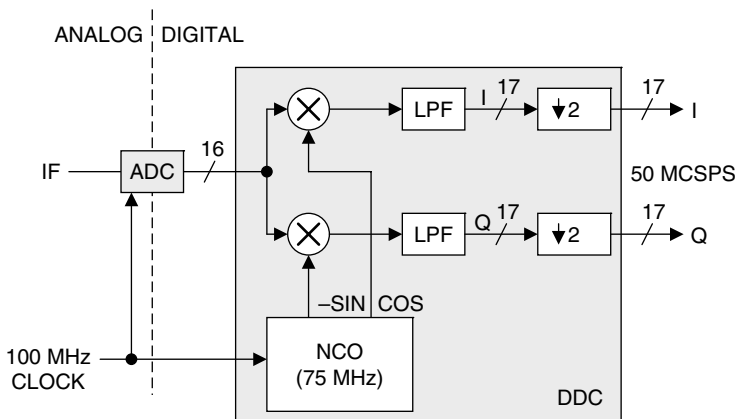 ANALOG DIGITAL
IF
ADC
16
LPF
I
17
↓2
17
I
50 MCSPS
LPF
Q
17
↓2
17
Q
–SIN COS
100 MHz
CLOCK
NCO
(75 MHz)
DDC